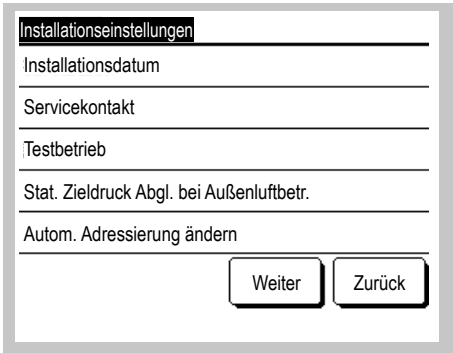 Installationseinstellungen
Installationsdatum
Servicekontakt
Testbetrieb
Stat. Zieldruck Abgl. bei Außenluftbetr.
Autom. Adressierung ändern
Weiter Zurück